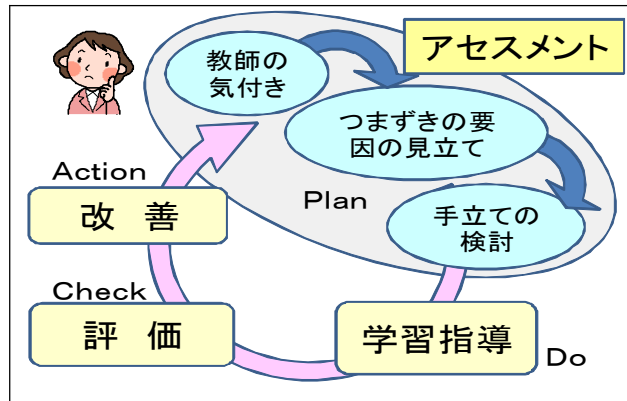 アセスメント
教師の
気付き
つまずきの要
因の見立て
Plan
手立ての
検討
Action
改 善
Check
評 価
学習指導
Do